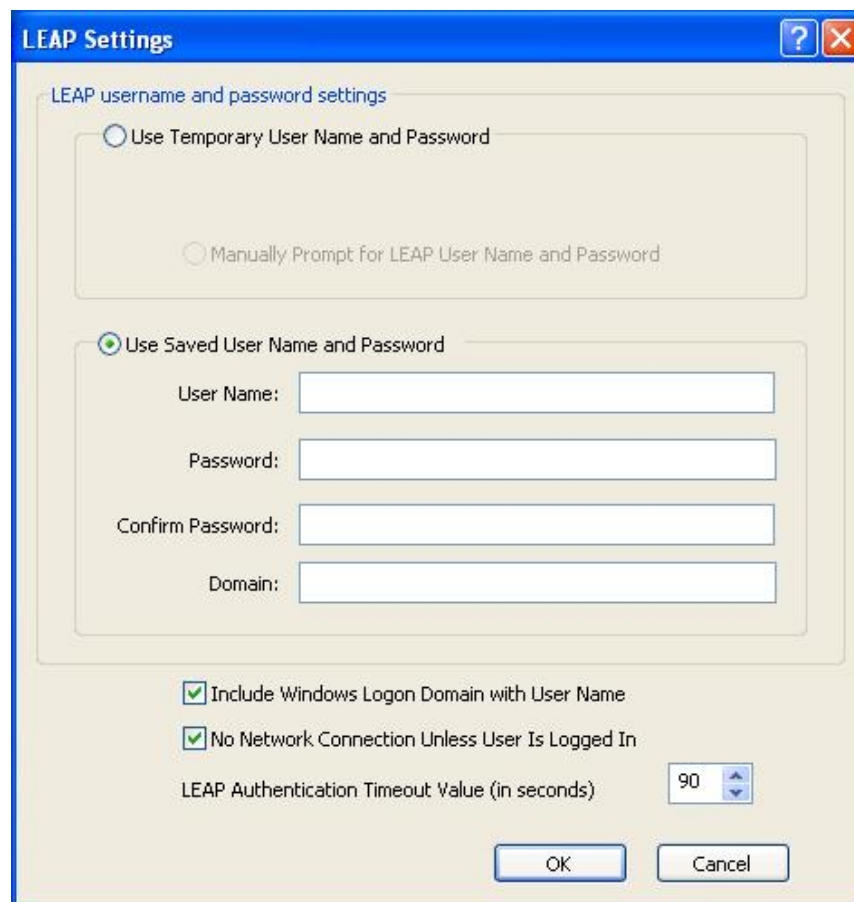 LEAP Settings
LEAP username and password settings
Use Temporary User Name and Password
Manually Prompt for LEAP User Name and Password
Use Saved User Name and Password
User Name:
Password:
Confirm Password:
Domain:
Include Windows Logon Domain with User Name
No Network Connection Unless User Is Logged In
LEAP Authentication Timeout Value (in seconds) 90
OK Cancel